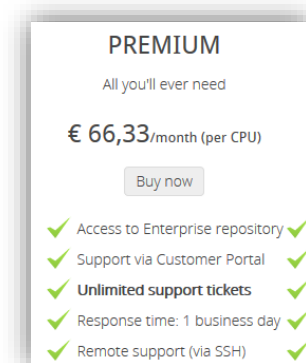 PREMIUM
All you'll ever need
€ 66,33/month (per CPU)
Buy now
Access to Enterprise repository
Support via Customer Portal
Unlimited support tickets
Response time: 1 business day
Remote support (via SSH)